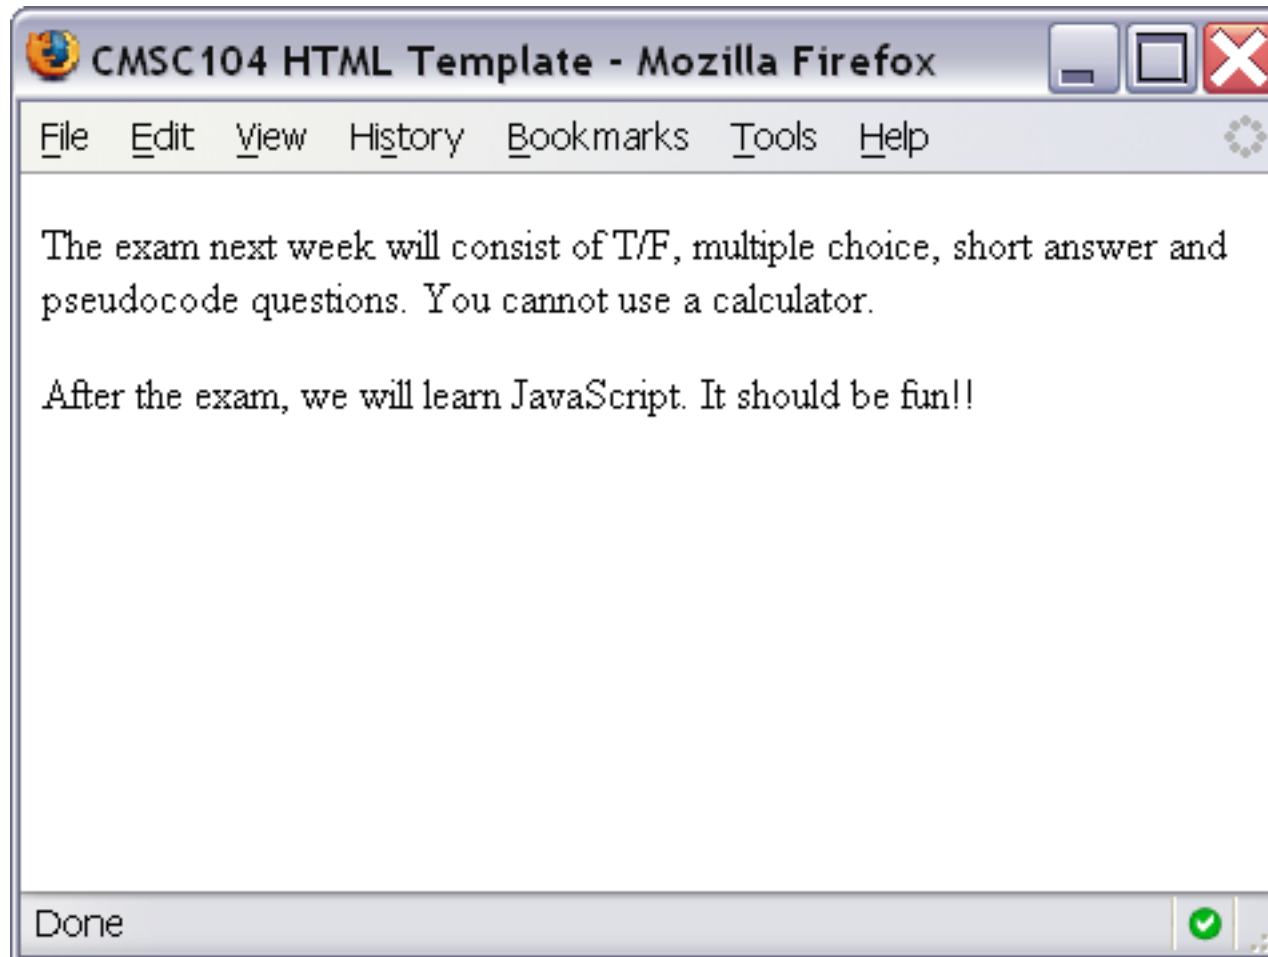 CMSC104 HTML Template - Mozilla Firefox
File Edit View History Bookmarks Tools Help
The exam next week will consist of T/F, multiple choice, short answer and
pseudocode questions. You cannot use a calculator.
After the exam, we will learn JavaScript. It should be fun!!
Done